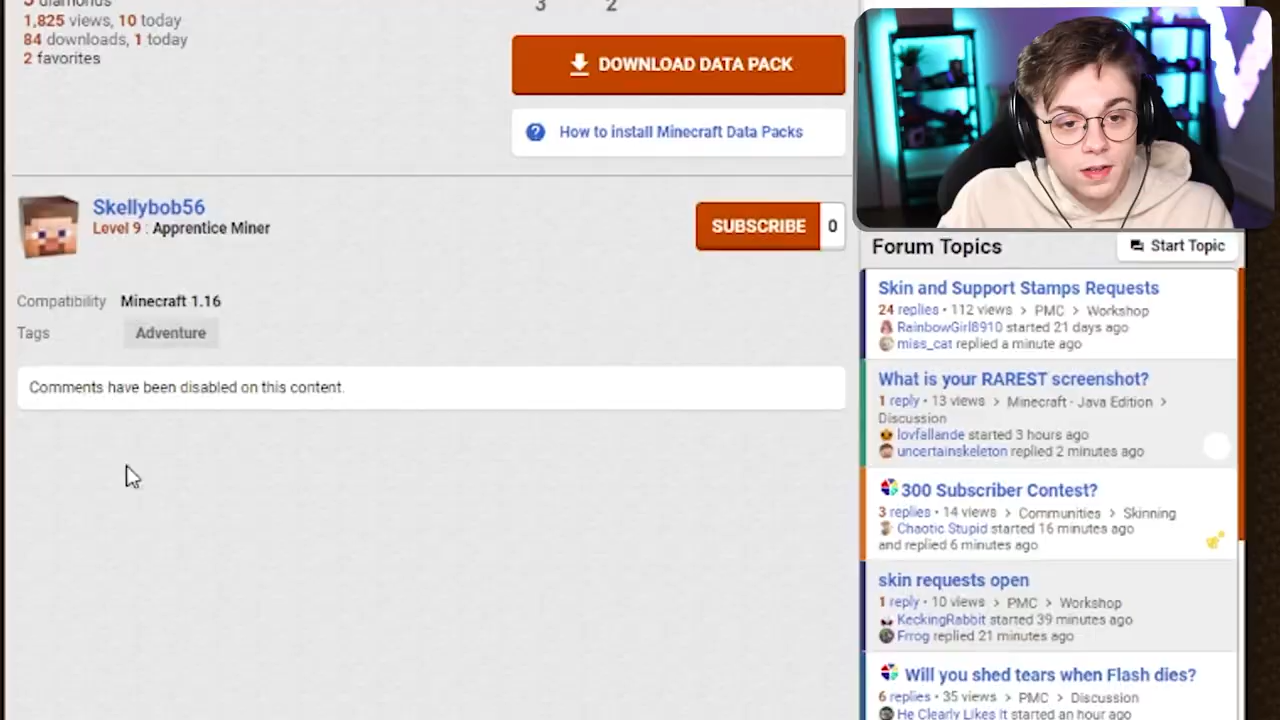 diamonds
1,825 views, 10 today
84 downloads, 1 today
2 favorites
3 2
DOWNLOAD DATA PACK
How to install Minecraft Data Packs
Skellybob56
Level 9 : Apprentice Miner
SUBSCRIBE 0
Compatibility Minecraft 1.16
Tags Adventure
Comments have been disabled on this content.
Forum Topics Start Topic
Skin and Support Stamps Requests
24 replies • 112 views > PMC > Workshop
RainbowGirl8910 started 21 days ago
miss_cat replied a minute ago
What is your RAREST screenshot?
1 reply • 13 views > Minecraft - Java Edition >
Discussion
lovfallande started 3 hours ago
uncertainskeleton replied 2 minutes ago
300 Subscriber Contest?
3 replies • 14 views > Communities > Skinning
Chaotic Stupid started 16 minutes ago
and replied 6 minutes ago
skin requests open
1 reply • 10 views > PMC > Workshop
KeckingRabbit started 39 minutes ago
Frrog replied 21 minutes ago
Will you shed tears when Flash dies?
6 replies • 35 views > PMC > Discussion
He Clearly Likes It started an hour ago